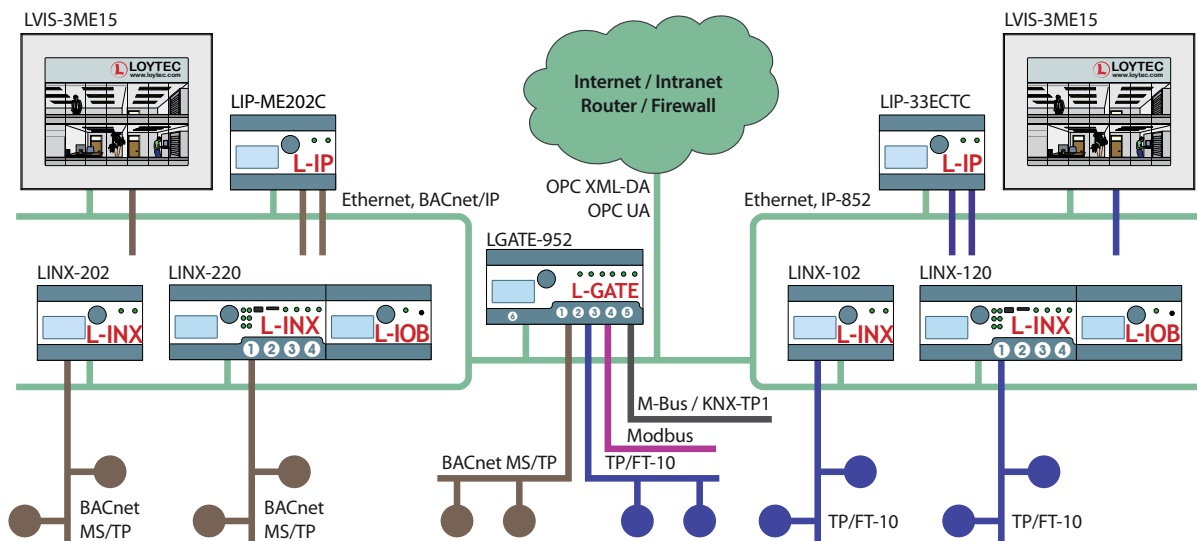 LVIS-3ME15
LOYTEC
www.loytec.com
LIP-ME202C
L-IP
Internet / Intranet
Router / Firewall
LIP-33ECTC
L-IP
LVIS-3ME15
LOYTEC
www.loytec.com
Ethernet, BACnet/IP
OPC XML-DA
OPC UA
Ethernet, IP-852
LINX-202
L-INX
LINX-220
L-INX
1 2 3 4
L-IOB
LGATE-952
L-GATE
6 1 2 3 4 5
LINX-102
L-INX
LINX-120
L-INX
1 2 3 4
L-IOB
M-Bus / KNX-TP1
Modbus
BACnet MS/TP
TP/FT-10
BACnet
MS/TP
BACnet
MS/TP
TP/FT-10
TP/FT-10